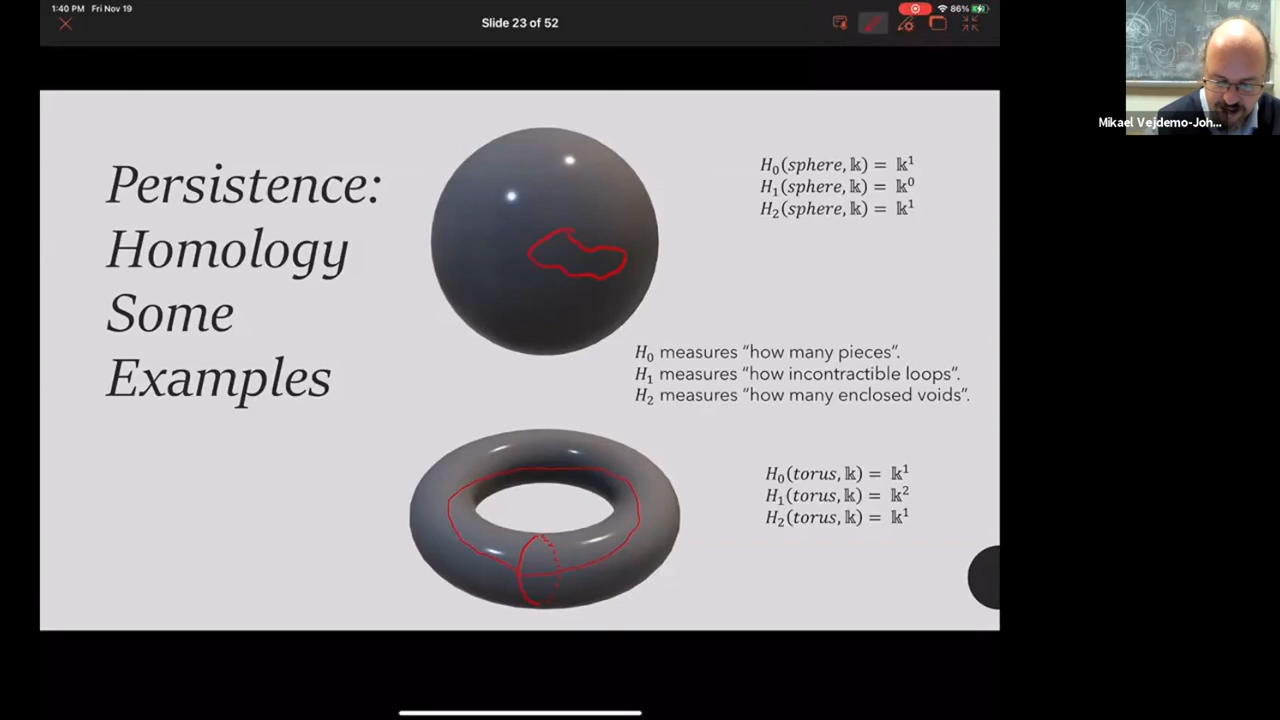 1:40 PM Fri Nov 19
Slide 23 of 52
86%
Mikael Vejdemo-Joh...
Persistence:
Homology
Some
Examples
H₀(sphere, 𝕜) = 𝕜¹
H₁(sphere, 𝕜) = 𝕜⁰
H₂(sphere, 𝕜) = 𝕜¹
H₀ measures “how many pieces”.
H₁ measures “how incontractible loops”.
H₂ measures “how many enclosed voids”.
H₀(torus, 𝕜) = 𝕜¹
H₁(torus, 𝕜) = 𝕜²
H₂(torus, 𝕜) = 𝕜¹